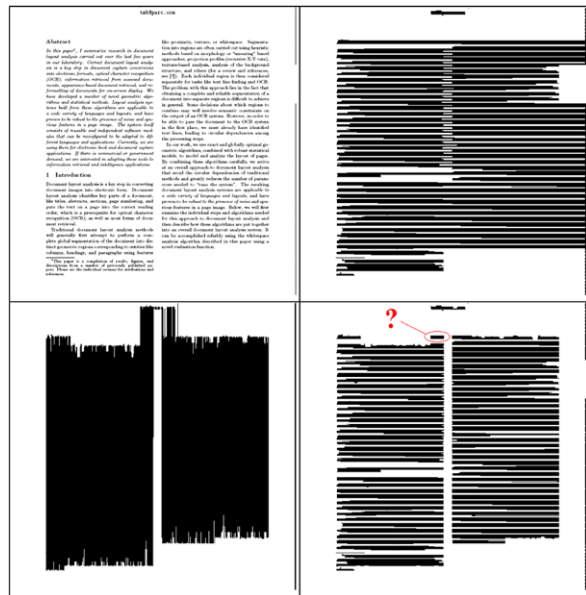 tmb@parc.com
Abstract
In this paper¹, I summarize research in document
layout analysis carried out over the last few years
in our laboratory. Correct document layout analy-
sis is a key step in document capture conversions
into electronic formats, optical character recognition
(OCR), information retrieval from scanned docu-
ments, appearance-based document retrieval, and re-
formatting of documents for on-screen display. We
have developed a number of novel geometric algo-
rithms and statistical methods. Layout analysis sys-
tems built from these algorithms are applicable to
a wide variety of languages and layouts, and have
proven to be robust to the presence of noise and spu-
rious features in a page image. The system itself
consists of reusable and independent software mod-
ules that can be reconfigured to be adapted to dif-
ferent languages and applications. Currently, we are
using them for electronic book and document capture
applications. If there is commercial or government
demand, we are interested in adapting these tools to
information retrieval and intelligence applications.
1 Introduction
Document layout analysis is a key step in converting
document images into electronic form. Document
layout analysis identifies key parts of a document,
like titles, abstracts, sections, page numbering, and
puts the text on a page into the correct reading
order, which is a prerequisite for optical character
recognition (OCR), as well as most forms of docu-
ment retrieval.
Traditional document layout analysis methods
will generally first attempt to perform a com-
plete global segmentation of the document into dis-
tinct geometric regions corresponding to entities like
columns, headings, and paragraphs using features
¹This paper is a compilation of results, figures, and
descriptions from a number of previously published pa-
pers. Please see the individual sections for attributions and
references.
like proximity, texture, or whitespace. Segmenta-
tion into regions are often carried out using heuristic
methods based on morphology or "smearing" based
approaches, projection profiles (recursive X-Y cuts),
texture-based analysis, analysis of the background
structure, and others (for a review and references,
see [?]). Each individual region is then considered
separately for tasks like text line finding and OCR.
The problem with this approach lies in the fact that
obtaining a complete and reliable segmentation of a
document into separate regions is difficult to achieve
in general. Some decisions about which regions to
combine may well involve semantic constraints on
the output of an OCR system. However, in order to
be able to pass the document to the OCR system
in the first place, we must already have identified
text lines, leading to circular dependencies among
the processing steps.
In our work, we use exact and globally optimal ge-
ometric algorithms, combined with robust statistical
models, to model and analyze the layout of pages.
By combining these algorithms carefully, we arrive
at an overall approach to document layout analysis
that avoid the circular dependencies of traditional
methods and greatly reduces the number of param-
eters needed to "tune the system". The resulting
document layout analysis systems are applicable to
a wide variety of languages and layouts, and have
proven to be robust to the presence of noise and spu-
rious features in a page image. Below, we will first
examine the individual steps and algorithms needed
for this approach to document layout analysis and
then describe how these algorithms are put together
into an overall document layout analysis system. It
can be accomplished reliably using the whitespace
analysis algorithm described in this paper using a
novel evaluation function.
?